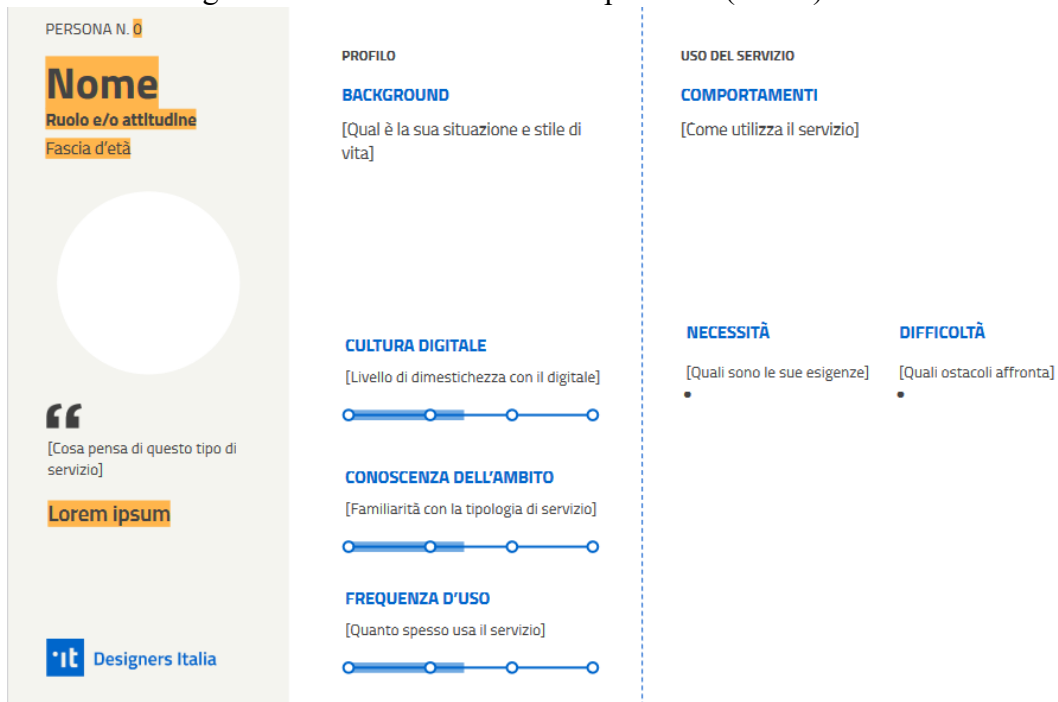 PERSONA N. 0
Nome
Ruolo e/o attitudine
Fascia d'età
[Cosa pensa di questo tipo di
servizio]
Lorem ipsum
Designers Italia
PROFILO
BACKGROUND
[Qual è la sua situazione e stile di
vita]
CULTURA DIGITALE
[Livello di dimestichezza con il digitale]
CONOSCENZA DELL'AMBITO
[Familiarità con la tipologia di servizio]
FREQUENZA D'USO
[Quanto spesso usa il servizio]
USO DEL SERVIZIO
COMPORTAMENTI
[Come utilizza il servizio]
NECESSITÀ
[Quali sono le sue esigenze]
DIFFICOLTÀ
[Quali ostacoli affronta]